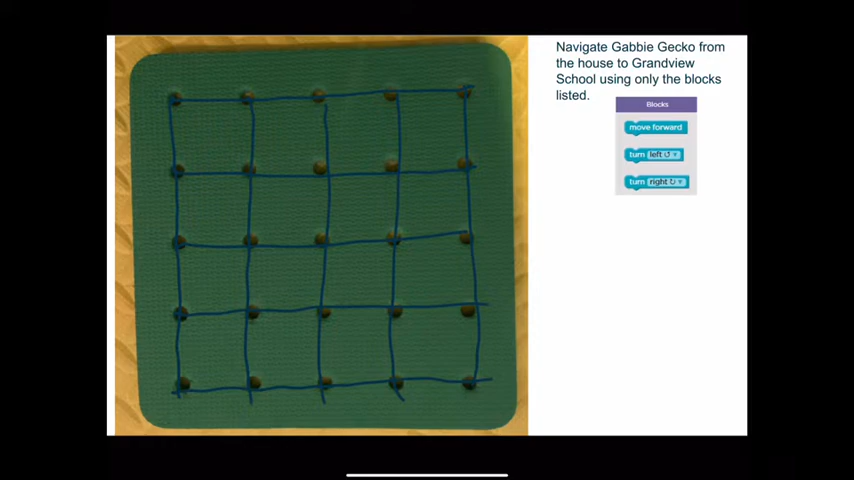 Navigate Gabbie Gecko from
the house to Grandview
School using only the blocks
listed.
Blocks
move forward
turn left ↺ ▾
turn right ↻ ▾